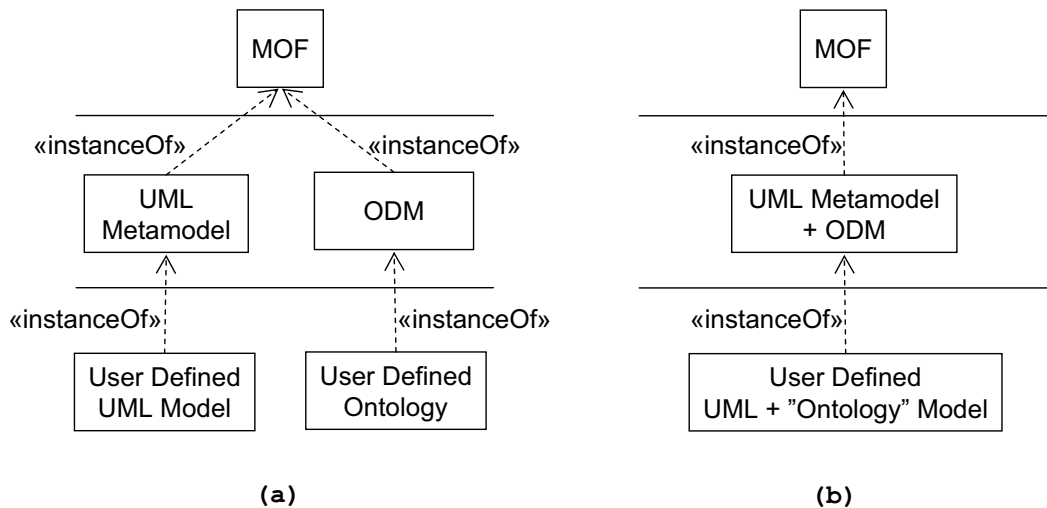 MOF
«instanceOf»
«instanceOf»
UML
Metamodel
ODM
«instanceOf»
«instanceOf»
User Defined
UML Model
User Defined
Ontology
(a)
MOF
«instanceOf»
UML Metamodel
+ ODM
«instanceOf»
User Defined
UML + ”Ontology” Model
(b)